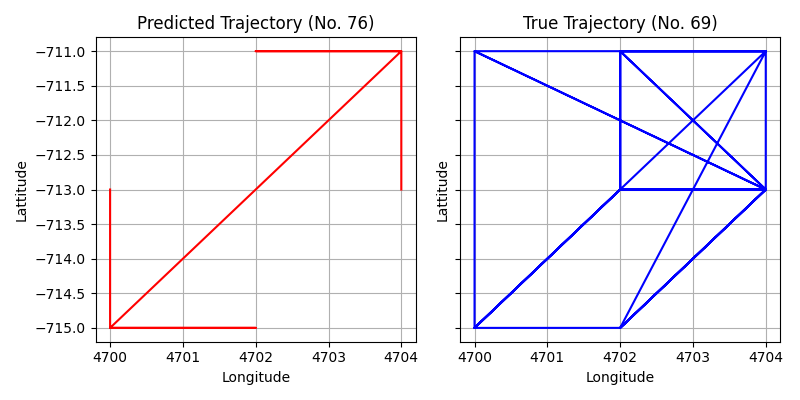 Predicted Trajectory (No. 76)
True Trajectory (No. 69)
−711.0
−711.5
−712.0
−712.5
−713.0
−713.5
−714.0
−714.5
−715.0
Lattitude
Lattitude
4700 4701 4702 4703 4704
4700 4701 4702 4703 4704
Longitude
Longitude